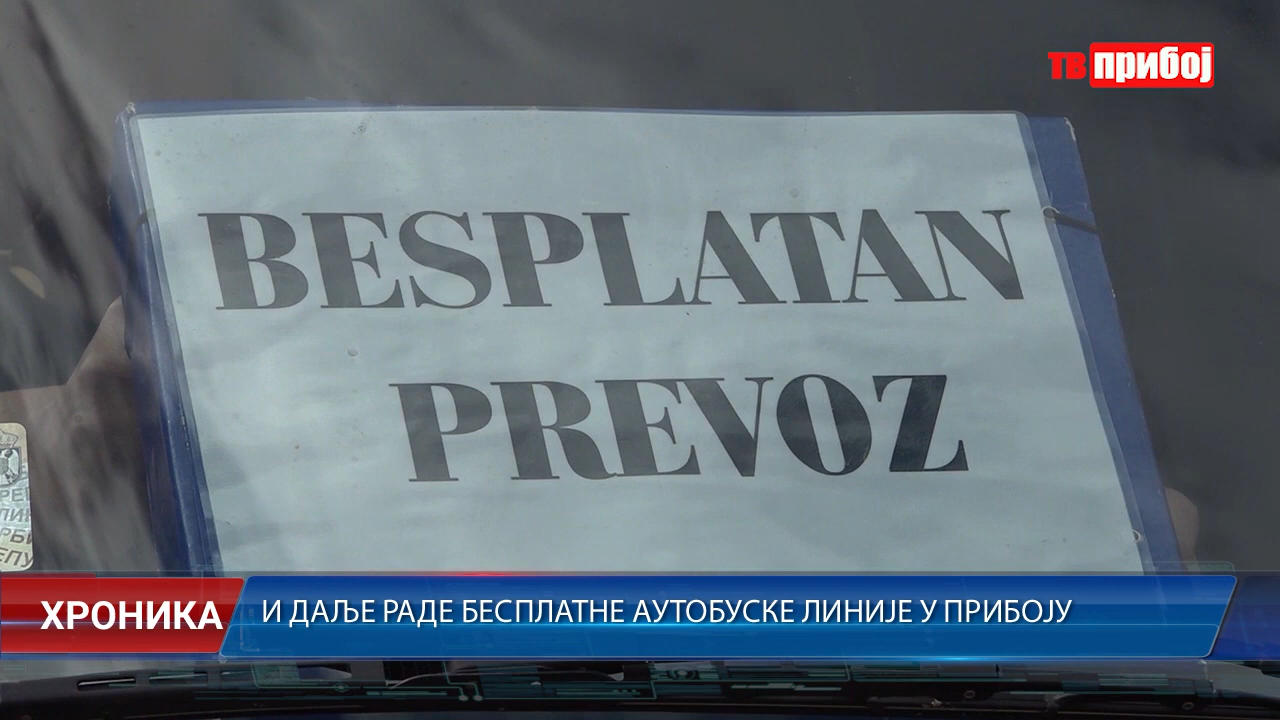 ТВ прибој
BESPLATAN
PREVOZ
ХРОНИКА
И ДАЉЕ РАДЕ БЕСПЛАТНЕ АУТОБУСКЕ ЛИНИЈЕ У ПРИБОЈУ